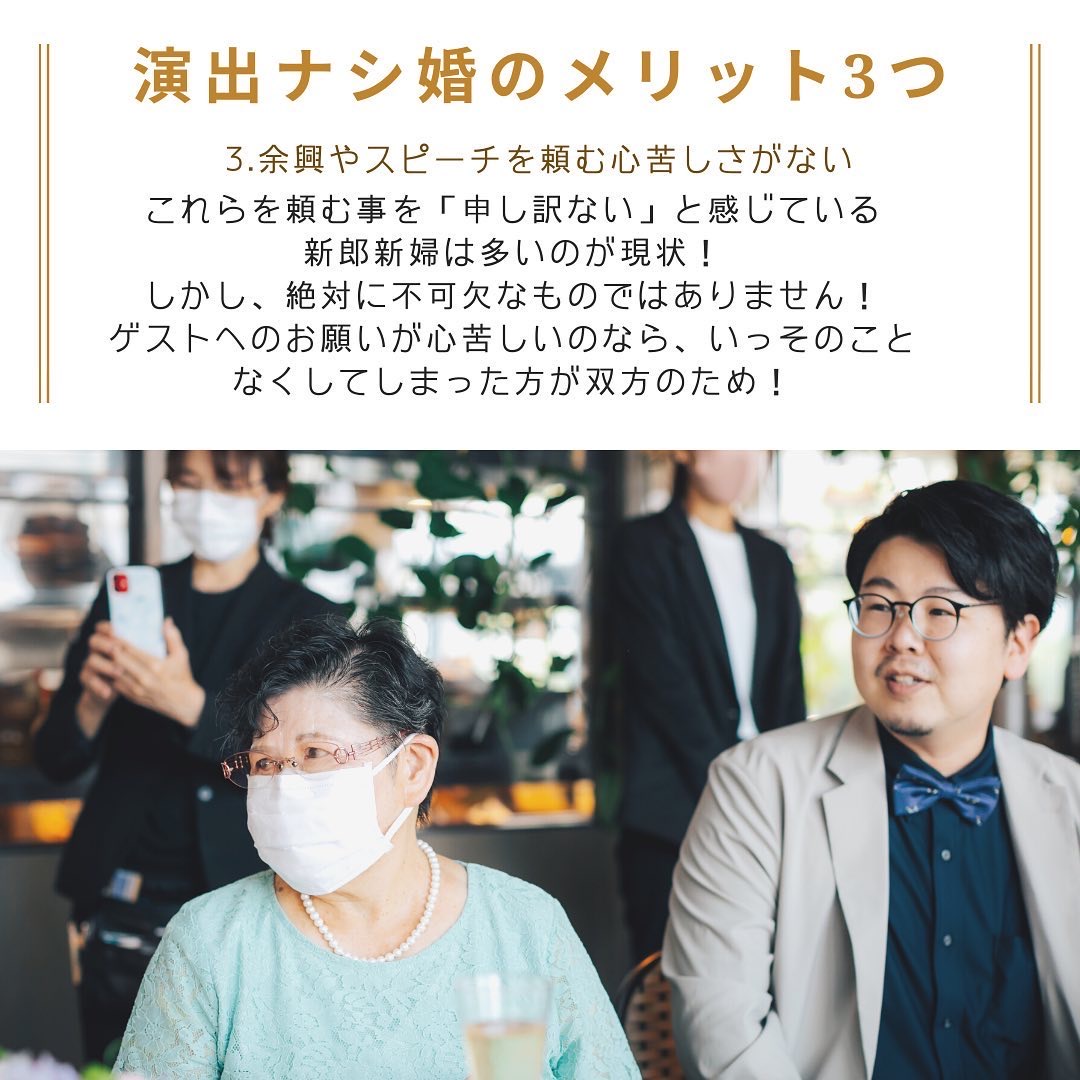 演出ナシ婚のメリット3つ
3.余興やスピーチを頼む心苦しさがない
これらを頼む事を「申し訳ない」と感じている
新郎新婦は多いのが現状！
しかし、絶対に不可欠なものではありません！
ゲストへのお願いが心苦しいのなら、いっそのこと
なくしてしまった方が双方のため！